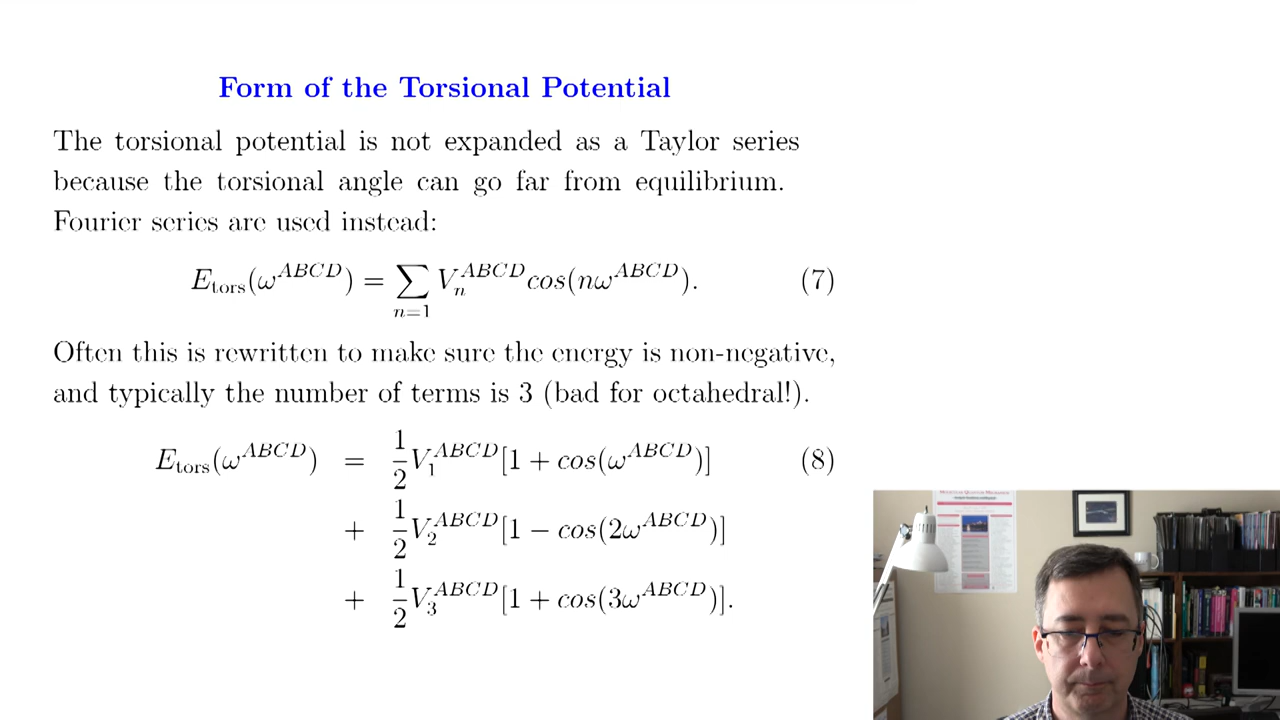 Form of the Torsional Potential
The torsional potential is not expanded as a Taylor series
because the torsional angle can go far from equilibrium.
Fourier series are used instead:
E_tors(ω^ABCD) = ∑_{n=1} V_n^ABCD cos(nω^ABCD). (7)
Often this is rewritten to make sure the energy is non-negative,
and typically the number of terms is 3 (bad for octahedral!).
E_tors(ω^ABCD) = 1/2 V_1^ABCD [1 + cos(ω^ABCD)] (8)
+ 1/2 V_2^ABCD [1 − cos(2ω^ABCD)]
+ 1/2 V_3^ABCD [1 + cos(3ω^ABCD)].